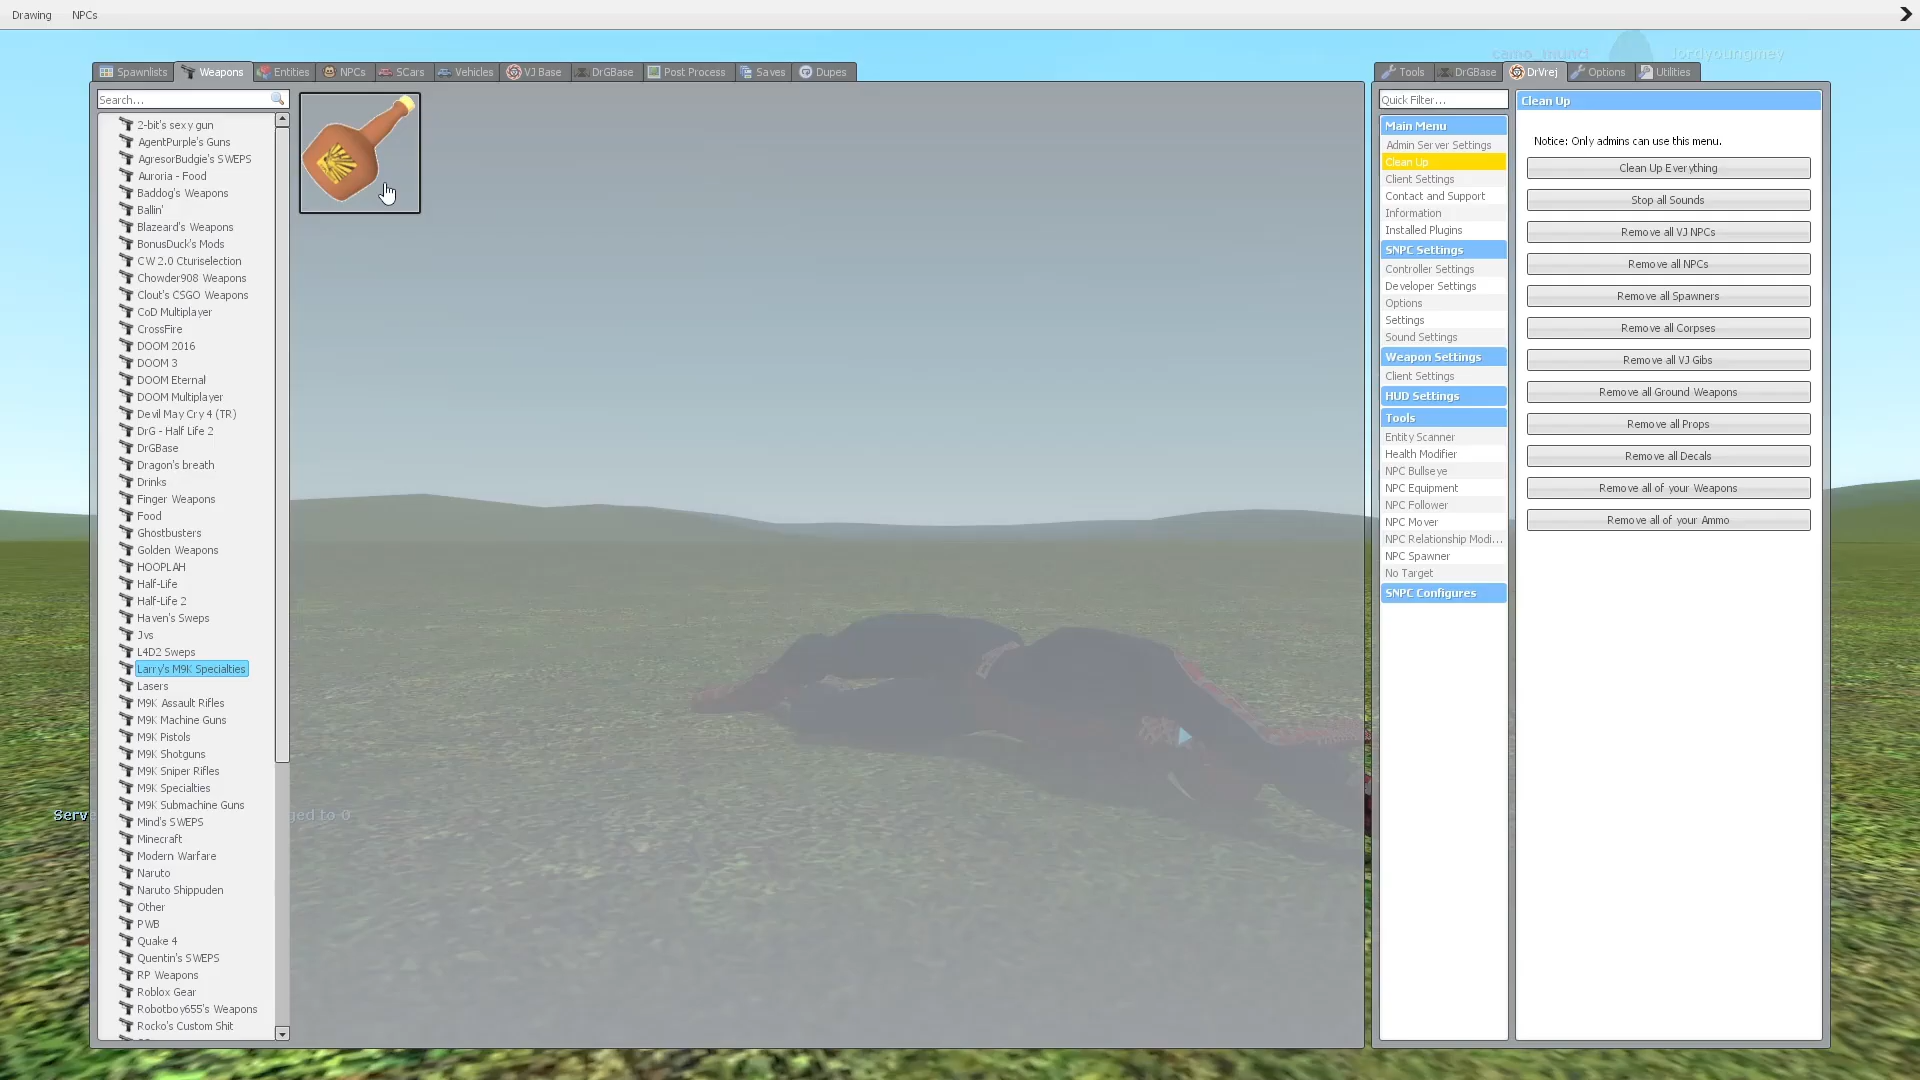 Drawing NPCs
camo_munci lordyoungmey
Spawnlists Weapons Entities NPCs SCars Vehicles VJ Base DrGBase Post Process Saves Dupes
Search...
2-bit's sexy gun
AgentPurple's Guns
AgresorBudgie's SWEPS
Auroria - Food
Baddog's Weapons
Ballin'
Blazeard's Weapons
BonusDuck's Mods
CW 2.0 Cturiselection
Chowder908 Weapons
Clout's CSGO Weapons
CoD Multiplayer
CrossFire
DOOM 2016
DOOM 3
DOOM Eternal
DOOM Multiplayer
Devil May Cry 4 (TR)
DrG - Half Life 2
DrGBase
Dragon's breath
Drinks
Finger Weapons
Food
Ghostbusters
Golden Weapons
HOOPLAH
Half-Life
Half-Life 2
Haven's Sweps
Jvs
L4D2 Sweps
Larry's M9K Specialties
Lasers
M9K Assault Rifles
M9K Machine Guns
M9K Pistols
M9K Shotguns
M9K Sniper Rifles
M9K Specialties
M9K Submachine Guns
Serv ged to 0
Mind's SWEPS
Minecraft
Modern Warfare
Naruto
Naruto Shippuden
Other
PWB
Quake 4
Quentin's SWEPS
RP Weapons
Roblox Gear
Robotboy655's Weapons
Rocko's Custom Shit
Tools DrGBase DrVrej Options Utilities
Quick Filter...
Main Menu
Admin Server Settings
Clean Up
Client Settings
Contact and Support
Information
Installed Plugins
SNPC Settings
Controller Settings
Developer Settings
Options
Settings
Sound Settings
Weapon Settings
Client Settings
HUD Settings
Tools
Entity Scanner
Health Modifier
NPC Bullseye
NPC Equipment
NPC Follower
NPC Mover
NPC Relationship Modi...
NPC Spawner
No Target
SNPC Configures
Clean Up
Notice: Only admins can use this menu.
Clean Up Everything
Stop all Sounds
Remove all VJ NPCs
Remove all NPCs
Remove all Spawners
Remove all Corpses
Remove all VJ Gibs
Remove all Ground Weapons
Remove all Props
Remove all Decals
Remove all of your Weapons
Remove all of your Ammo